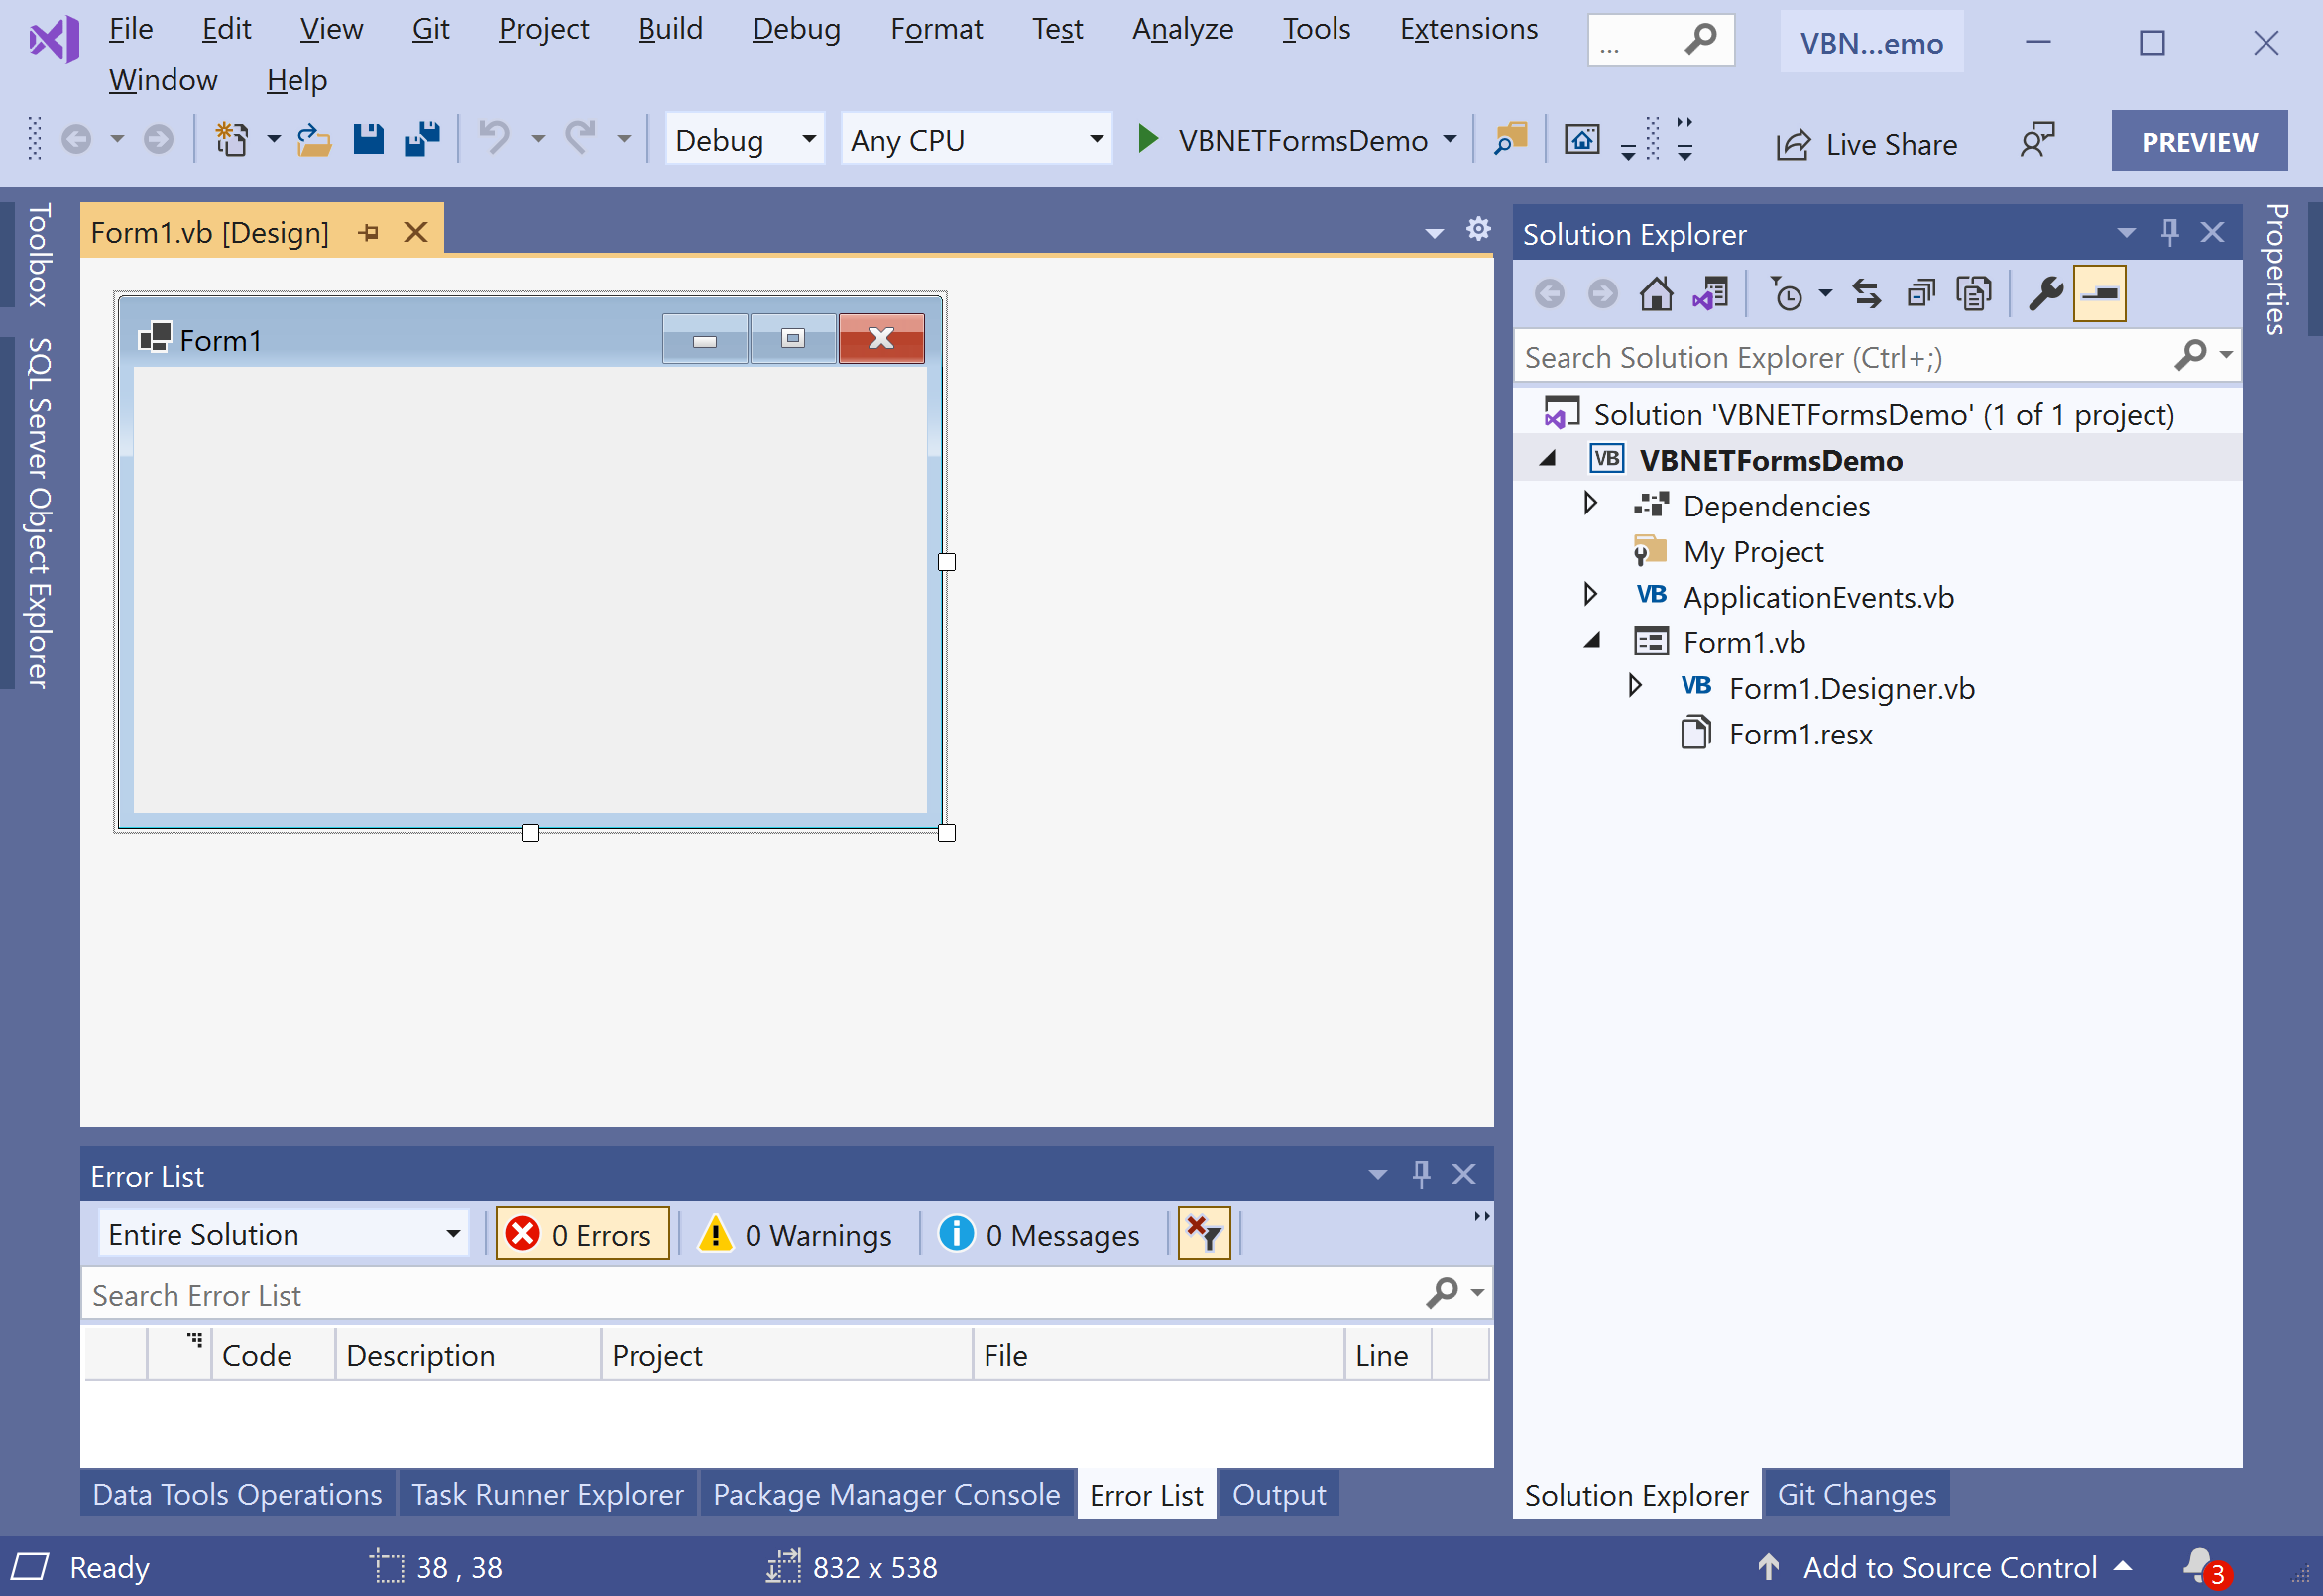 File Edit View Git Project Build Debug Format Test Analyze Tools Extensions ... VBN...emo
Window Help
Debug Any CPU VBNETFormsDemo Live Share PREVIEW
Toolbox
SQL Server Object Explorer
Form1.vb [Design]
Form1
Solution Explorer
Search Solution Explorer (Ctrl+;)
Solution 'VBNETFormsDemo' (1 of 1 project)
VB VBNETFormsDemo
Dependencies
My Project
VB ApplicationEvents.vb
Form1.vb
VB Form1.Designer.vb
Form1.resx
Properties
Error List
Entire Solution 0 Errors 0 Warnings 0 Messages
Search Error List
Code Description Project File Line
Data Tools Operations Task Runner Explorer Package Manager Console Error List Output
Solution Explorer Git Changes
Ready 38 , 38 832 x 538 Add to Source Control 3